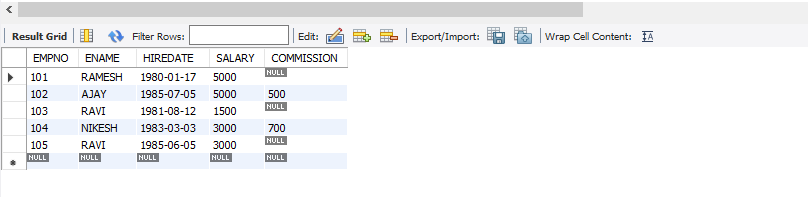 Result Grid Filter Rows: Edit: Export/Import: Wrap Cell Content: IA
EMPNO ENAME HIREDATE SALARY COMMISSION
101 RAMESH 1980-01-17 5000 NULL
102 AJAY 1985-07-05 5000 500
103 RAVI 1981-08-12 1500 NULL
104 NIKESH 1983-03-03 3000 700
105 RAVI 1985-06-05 3000 NULL
NULL NULL NULL NULL NULL